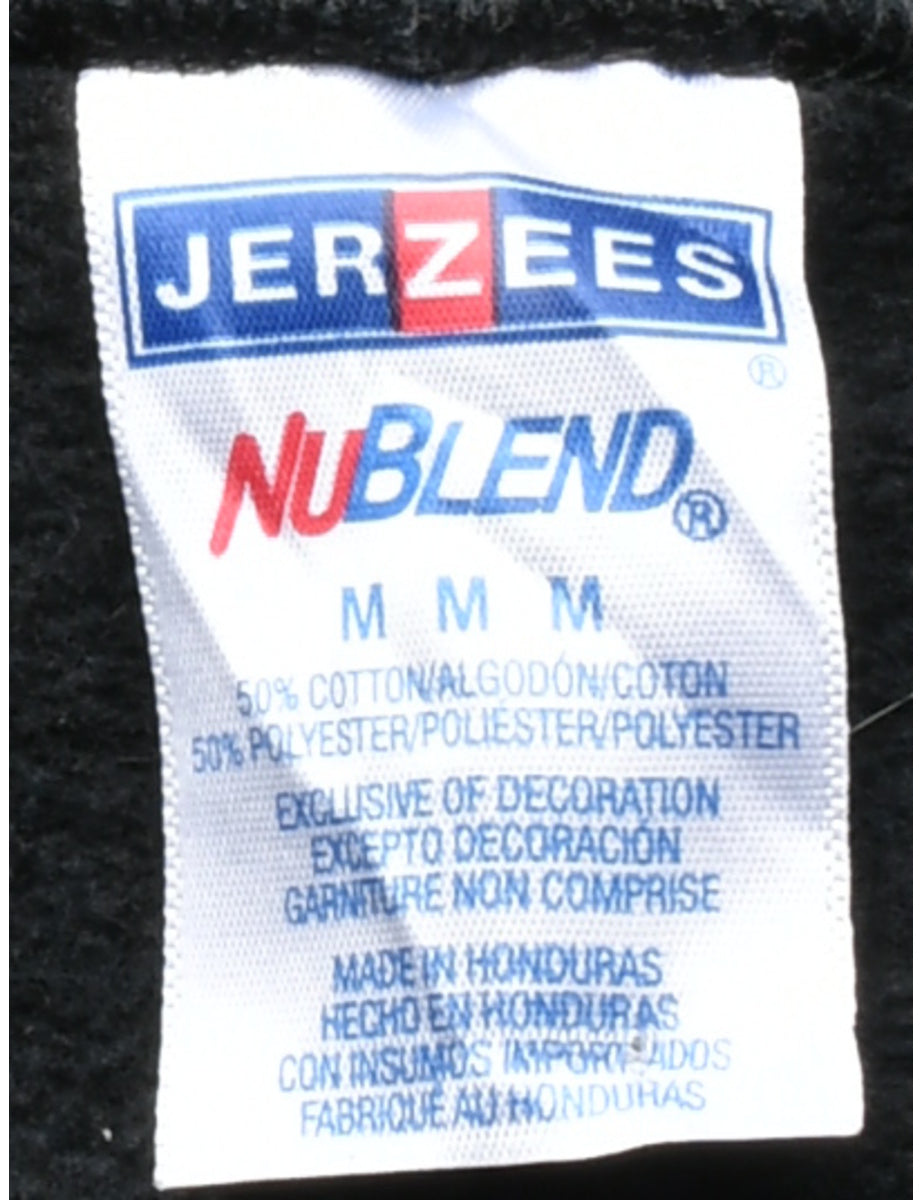 JERZEES
®
NUBLEND®
M M M
50% COTTON/ALGODÓN/COTON
50% POLYESTER/POLIESTER/POLYESTER
EXCLUSIVE OF DECORATION
EXCEPTO DECORACIÓN
GARNITURE NON COMPRISE
MADE IN HONDURAS
HECHO EN HONDURAS
CON INSUMOS IMPORTADOS
FABRIQUÉ AU HONDURAS